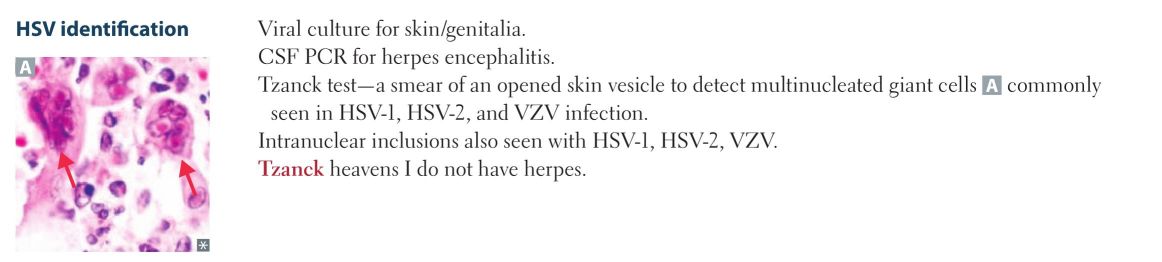 HSV identification
A
Viral culture for skin/genitalia.
CSF PCR for herpes encephalitis.
Tzanck test—a smear of an opened skin vesicle to detect multinucleated giant cells A commonly
seen in HSV-1, HSV-2, and VZV infection.
Intranuclear inclusions also seen with HSV-1, HSV-2, VZV.
Tzanck heavens I do not have herpes.